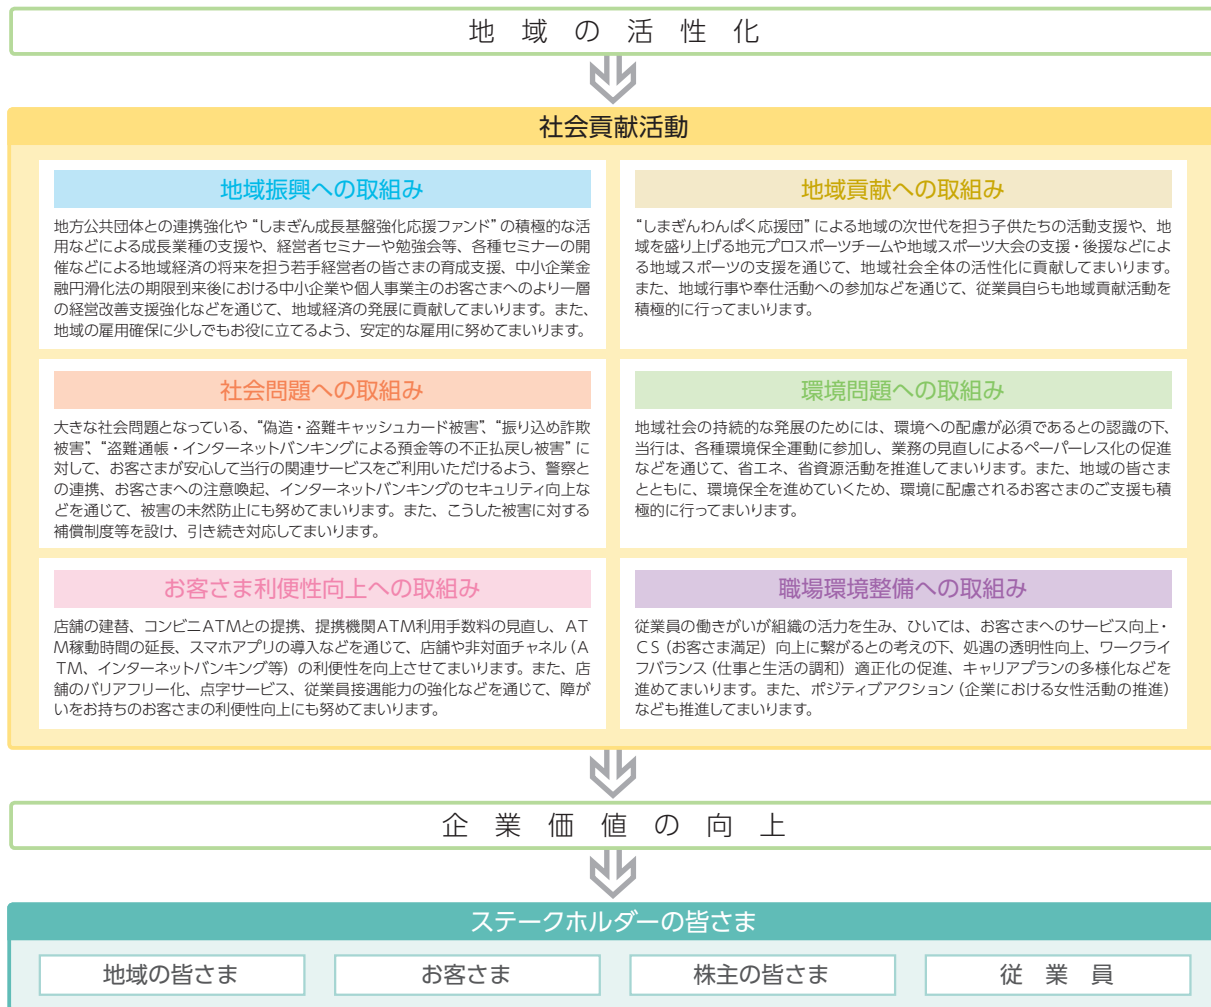 地域の活性化
社会貢献活動
地域振興への取組み
地方公共団体との連携強化や“しまぎん成長基盤強化応援ファンド”の積極的な活
用などによる成長業種の支援や、経営者セミナーや勉強会等、各種セミナーの開
催などによる地域経済の将来を担う若手経営者の皆さまの育成支援、中小企業金
融円滑化法の期限到来後における中小企業や個人事業主のお客さまへのより一層
の経営改善支援強化などを通じて、地域経済の発展に貢献してまいります。また、
地域の雇用確保に少しでもお役に立てるよう、安定的な雇用に努めてまいります。
地域貢献への取組み
“しまぎんわんぱく応援団”による地域の次世代を担う子供たちの活動支援や、地
域を盛り上げる地元プロスポーツチームや地域スポーツ大会の支援・後援などによ
る地域スポーツの支援を通じて、地域社会全体の活性化に貢献してまいります。
また、地域行事や奉仕活動への参加などを通じて、従業員自らも地域貢献活動を
積極的に行ってまいります。
社会問題への取組み
大きな社会問題となっている、“偽造・盗難キャッシュカード被害”、“振り込め詐欺
被害”、“盗難通帳・インターネットバンキングによる預金等の不正払戻し被害”に
対して、お客さまが安心して当行の関連サービスをご利用いただけるよう、警察と
の連携、お客さまへの注意喚起、インターネットバンキングのセキュリティ向上な
どを通じて、被害の未然防止にも努めてまいります。また、こうした被害に対する
補償制度等を設け、引き続き対応してまいります。
環境問題への取組み
地域社会の持続的な発展のためには、環境への配慮が必須であるとの認識の下、
当行は、各種環境保全運動に参加し、業務の見直しによるペーパーレス化の促進
などを通じて、省エネ、省資源活動を推進してまいります。また、地域の皆さま
とともに、環境保全を進めていくため、環境に配慮されるお客さまのご支援も積
極的に行ってまいります。
お客さま利便性向上への取組み
店舗の建替、コンビニATMとの提携、提携機関ATM利用手数料の見直し、AT
M稼動時間の延長、スマホアプリの導入などを通じて、店舗や非対面チャネル（A
TM、インターネットバンキング等）の利便性を向上させてまいります。また、店
舗のバリアフリー化、点字サービス、従業員接遇能力の強化などを通じて、障が
いをお持ちのお客さまの利便性向上にも努めてまいります。
職場環境整備への取組み
従業員の働きがいが組織の活力を生み、ひいては、お客さまへのサービス向上・
CS（お客さま満足）向上に繋がるとの考えの下、処遇の透明性向上、ワークライ
フバランス（仕事と生活の調和）適正化の促進、キャリアプランの多様化などを
進めてまいります。また、ポジティブアクション（企業における女性活動の推進）
なども推進してまいります。
企業価値の向上
ステークホルダーの皆さま
地域の皆さま
お客さま
株主の皆さま
従業員